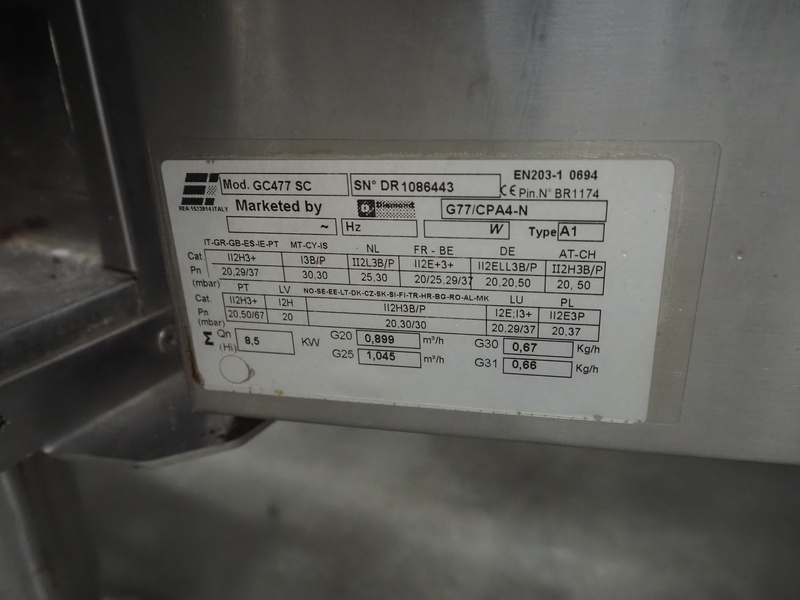 Mod. GC477 SC SN° DR1086443 EN203-1 0694
CE Pin.N° BR1174
REA 1523014 ITALY Marketed by Diamond G77/CPA4-N
~ Hz W Type A1
IT-GR-GB-ES-IE-PT MT-CY-IS NL FR - BE DE AT-CH
Cat. II2H3+ I3B/P II2L3B/P II2E+3+ II2ELL3B/P II2H3B/P
Pn (mbar) 20,29/37 30,30 25,30 20/25,29/37 20,20,50 20, 50
PT LV NO-SE-EE-LT-DK-CZ-SK-SI-FI-TR-HR-BG-RO-AL-MK LU PL
Cat. II2H3+ I2H II2H3B/P I2E;I3+ II2E3P
Pn (mbar) 20,50/67 20 20,30/30 20,29/37 20,37
Σ Qn (Hi) 8,5 KW G20 0,899 m³/h G30 0,67 Kg/h
G25 1,045 m³/h G31 0,66 Kg/h